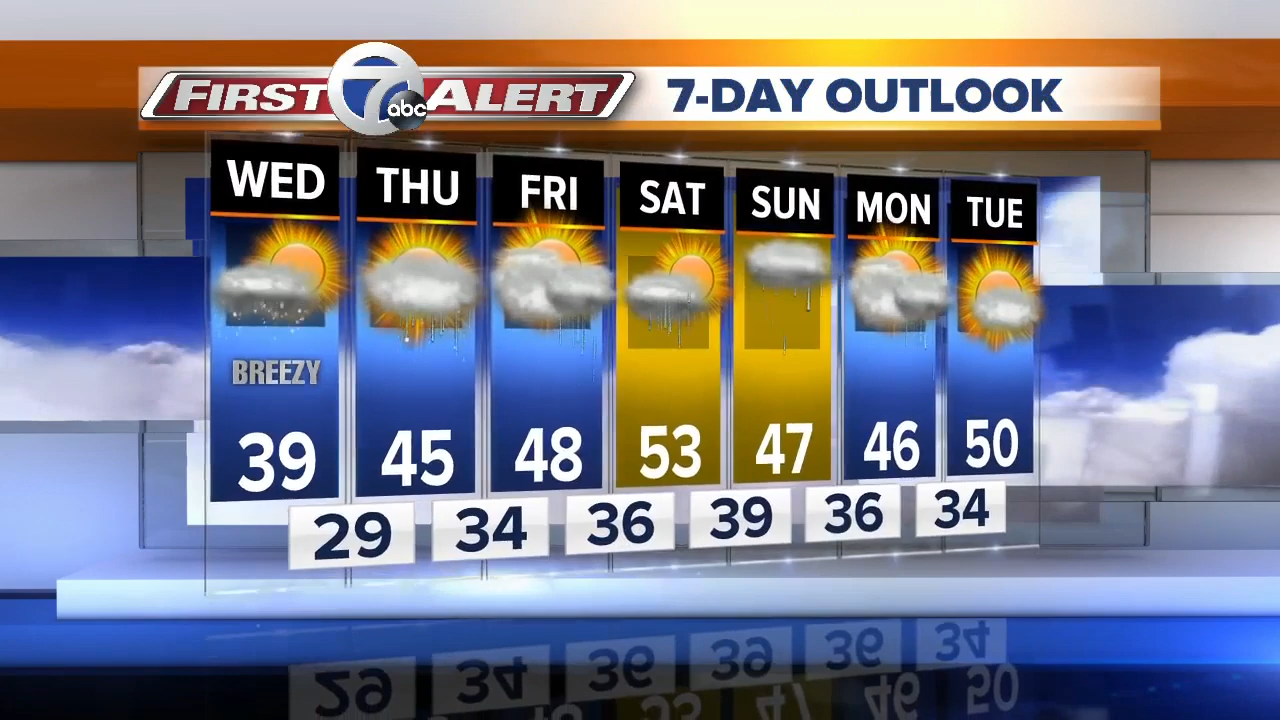 FIRST 7 abc ALERT 7-DAY OUTLOOK
WED THU FRI SAT SUN MON TUE
BREEZY
39 45 48 53 47 46 50
29 34 36 39 36 34